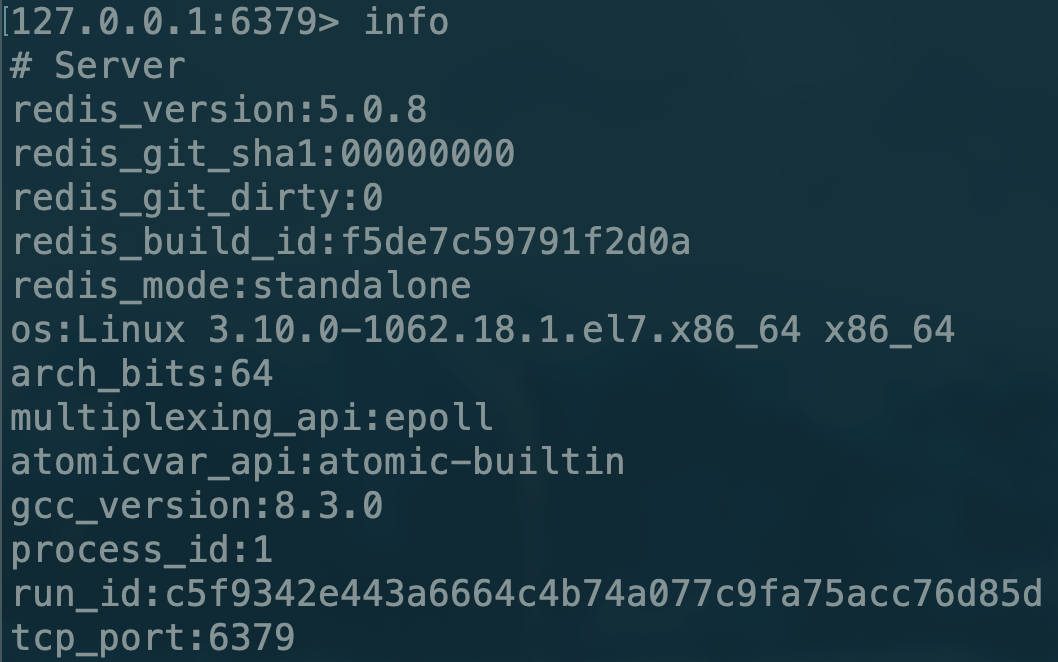 [127.0.0.1:6379> info
# Server
redis_version:5.0.8
redis_git_sha1:00000000
redis_git_dirty:0
redis_build_id:f5de7c59791f2d0a
redis_mode:standalone
os:Linux 3.10.0-1062.18.1.el7.x86_64 x86_64
arch_bits:64
multiplexing_api:epoll
atomicvar_api:atomic-builtin
gcc_version:8.3.0
process_id:1
run_id:c5f9342e443a6664c4b74a077c9fa75acc76d85d
tcp_port:6379